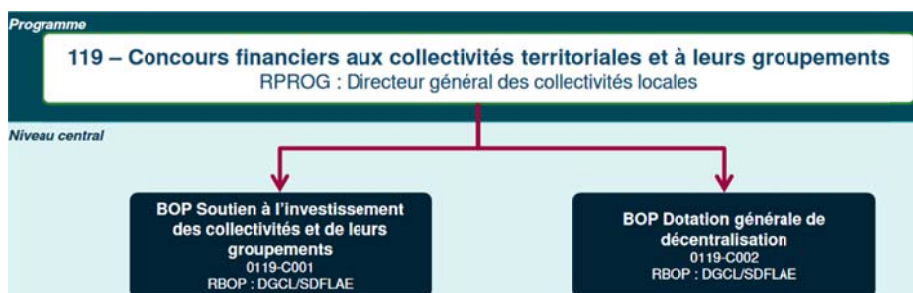 Programme
119 – Concours financiers aux collectivités territoriales et à leurs groupements
RPROG : Directeur général des collectivités locales
Niveau central
BOP Soutien à l'investissement
des collectivités et de leurs
groupements
0119-C001
RBOP : DGCL/SDFLAE
BOP Dotation générale de
décentralisation
0119-C002
RBOP : DGCL/SDFLAE